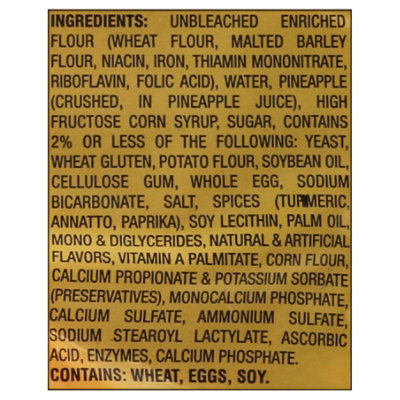 INGREDIENTS: UNBLEACHED ENRICHED
FLOUR (WHEAT FLOUR, MALTED BARLEY
FLOUR, NIACIN, IRON, THIAMIN MONONITRATE,
RIBOFLAVIN, FOLIC ACID), WATER, PINEAPPLE
(CRUSHED, IN PINEAPPLE JUICE), HIGH
FRUCTOSE CORN SYRUP, SUGAR, CONTAINS
2% OR LESS OF THE FOLLOWING: YEAST,
WHEAT GLUTEN, POTATO FLOUR, SOYBEAN OIL,
CELLULOSE GUM, WHOLE EGG, SODIUM
BICARBONATE, SALT, SPICES (TURMERIC,
ANNATTO, PAPRIKA), SOY LECITHIN, PALM OIL,
MONO & DIGLYCERIDES, NATURAL & ARTIFICIAL
FLAVORS, VITAMIN A PALMITATE, CORN FLOUR,
CALCIUM PROPIONATE & POTASSIUM SORBATE
(PRESERVATIVES), MONOCALCIUM PHOSPHATE,
CALCIUM SULFATE, AMMONIUM SULFATE,
SODIUM STEAROYL LACTYLATE, ASCORBIC
ACID, ENZYMES, CALCIUM PHOSPHATE.
CONTAINS: WHEAT, EGGS, SOY.